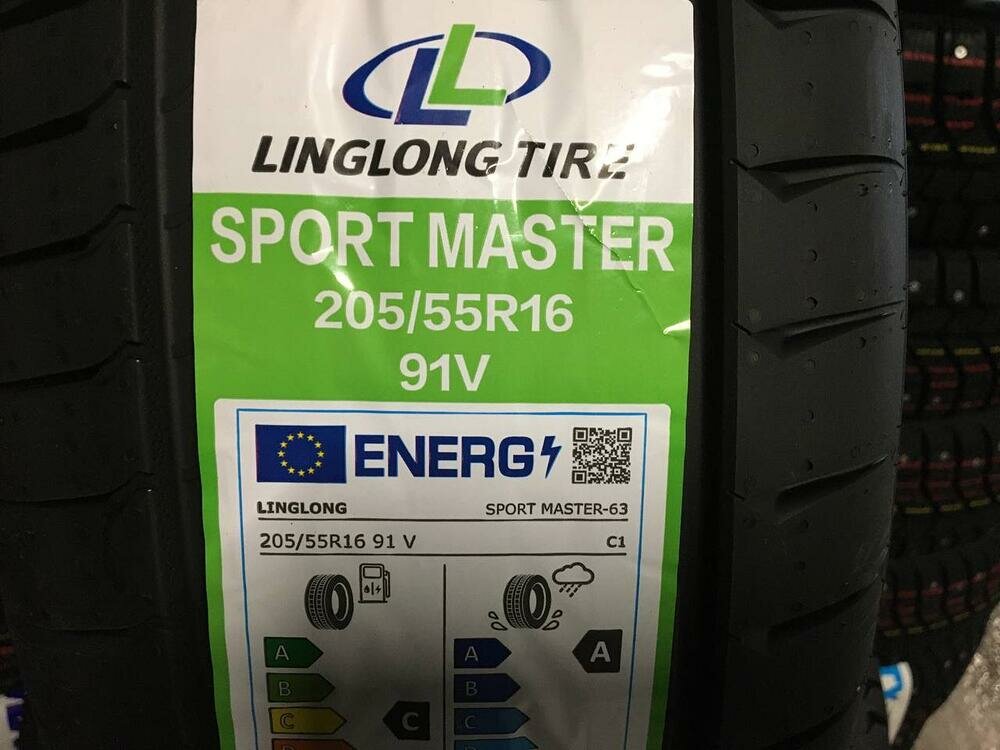 LINGLONG TIRE
SPORT MASTER
205/55R16
91V
ENERG
LINGLONG SPORT MASTER-63
205/55R16 91 V C1
A A A
B B
C C C